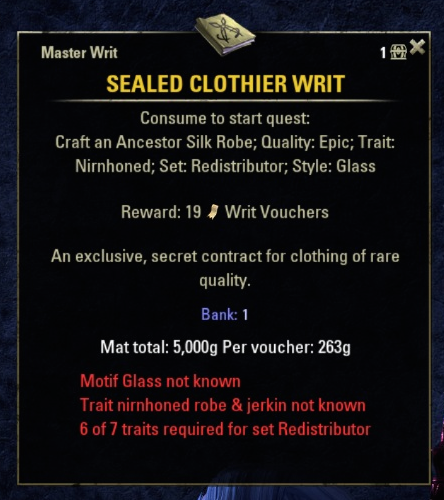 Master Writ 1
SEALED CLOTHIER WRIT
Consume to start quest:
Craft an Ancestor Silk Robe; Quality: Epic; Trait:
Nirnhoned; Set: Redistributor; Style: Glass
Reward: 19 Writ Vouchers
An exclusive, secret contract for clothing of rare
quality.
Bank: 1
Mat total: 5,000g Per voucher: 263g
Motif Glass not known
Trait nirnhoned robe & jerkin not known
6 of 7 traits required for set Redistributor